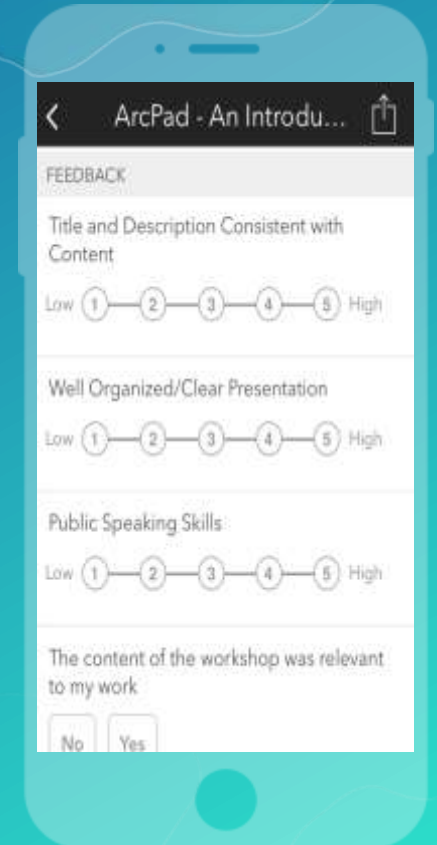 ArcPad - An Introdu...
FEEDBACK
Title and Description Consistent with
Content
Low 1 2 3 4 5 High
Well Organized/Clear Presentation
Low 1 2 3 4 5 High
Public Speaking Skills
Low 1 2 3 4 5 High
The content of the workshop was relevant
to my work
No Yes